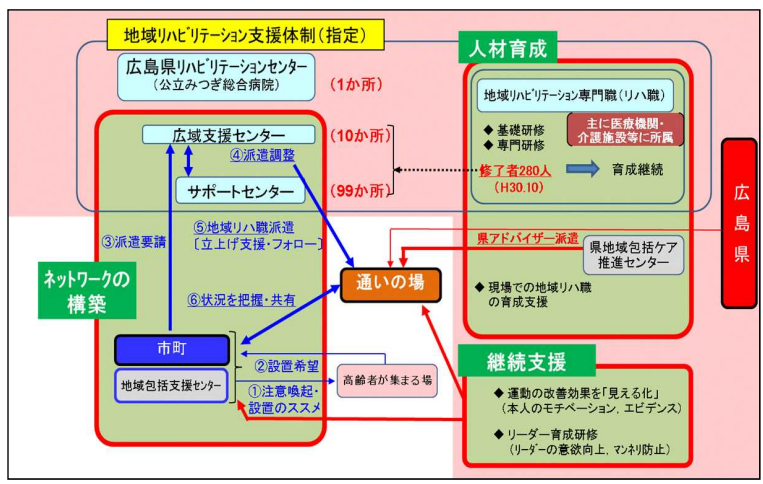 地域リハビリテーション支援体制（指定）
広島県リハビリテーションセンター
（公立みつぎ総合病院）
（1か所）
広域支援センター
（10か所）
④派遣調整
サポートセンター
（99か所）
③派遣要請
⑤地域リハ職派遣
〔立上げ支援・フォロー〕
ネットワークの
構築
⑥状況を把握・共有
通いの場
市町
地域包括支援センター
②設置希望
①注意喚起・
設置のススメ
高齢者が集まる場
人材育成
地域リハビリテーション専門職（リハ職）
◆ 基礎研修
◆ 専門研修
主に医療機関・
介護施設等に所属
修了者280人
（H30.10）
育成継続
県アドバイザー派遣
県地域包括ケア
推進センター
◆ 現場での地域リハ職
の育成支援
広島県
継続支援
◆ 運動の改善効果を「見える化」
（本人のモチベーション，エビデンス）
◆ リーダー育成研修
（リーダーの意欲向上，マンネリ防止）